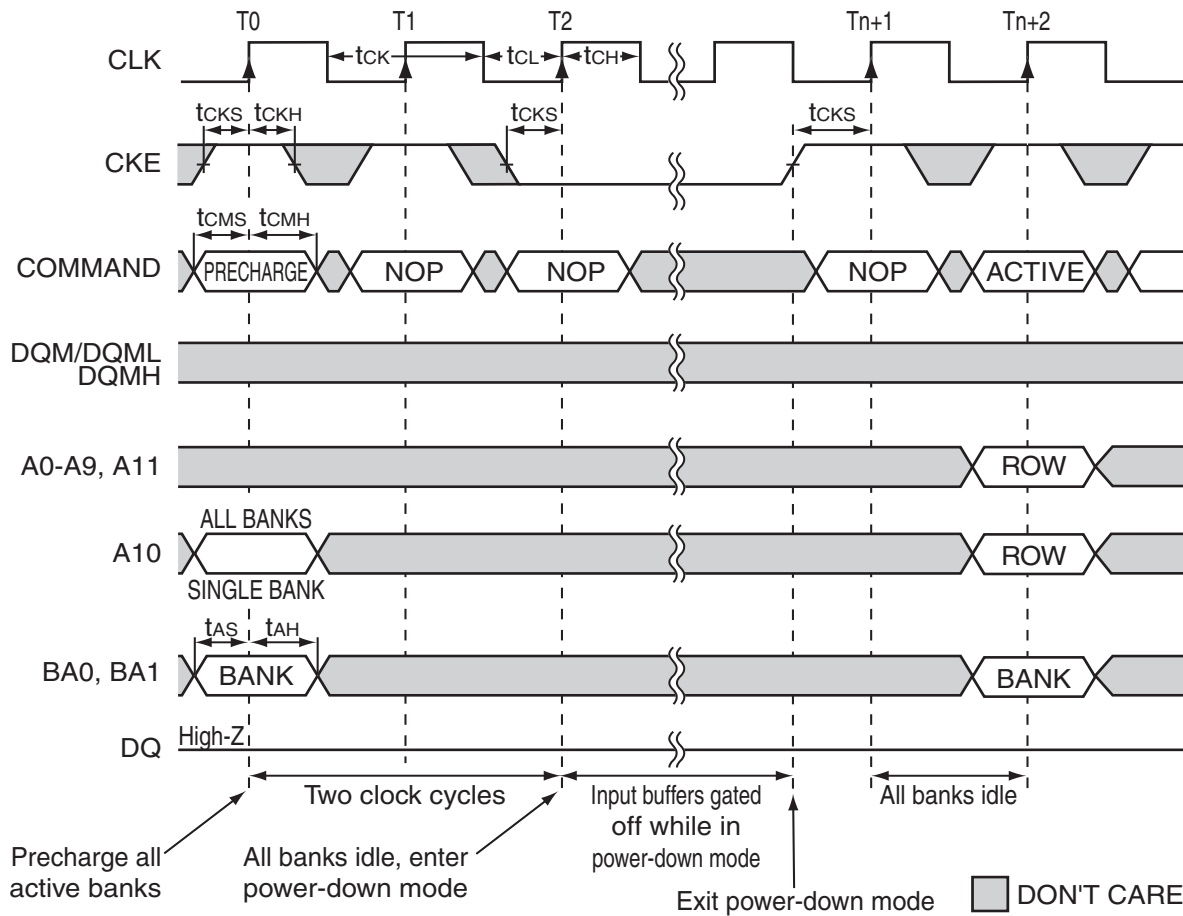 T0 T1 T2 Tn+1 Tn+2
CLK tCK tCL tCH
tCKS tCKH tCKS tCKS
CKE
tCMS tCMH
COMMAND PRECHARGE NOP NOP NOP ACTIVE
DQM/DQML
DQMH
A0-A9, A11 ROW
ALL BANKS
A10 ROW
SINGLE BANK
tAS tAH
BA0, BA1 BANK BANK
DQ High-Z
Two clock cycles
Input buffers gated
off while in
power-down mode
All banks idle
Precharge all
active banks
All banks idle, enter
power-down mode
Exit power-down mode
DON'T CARE